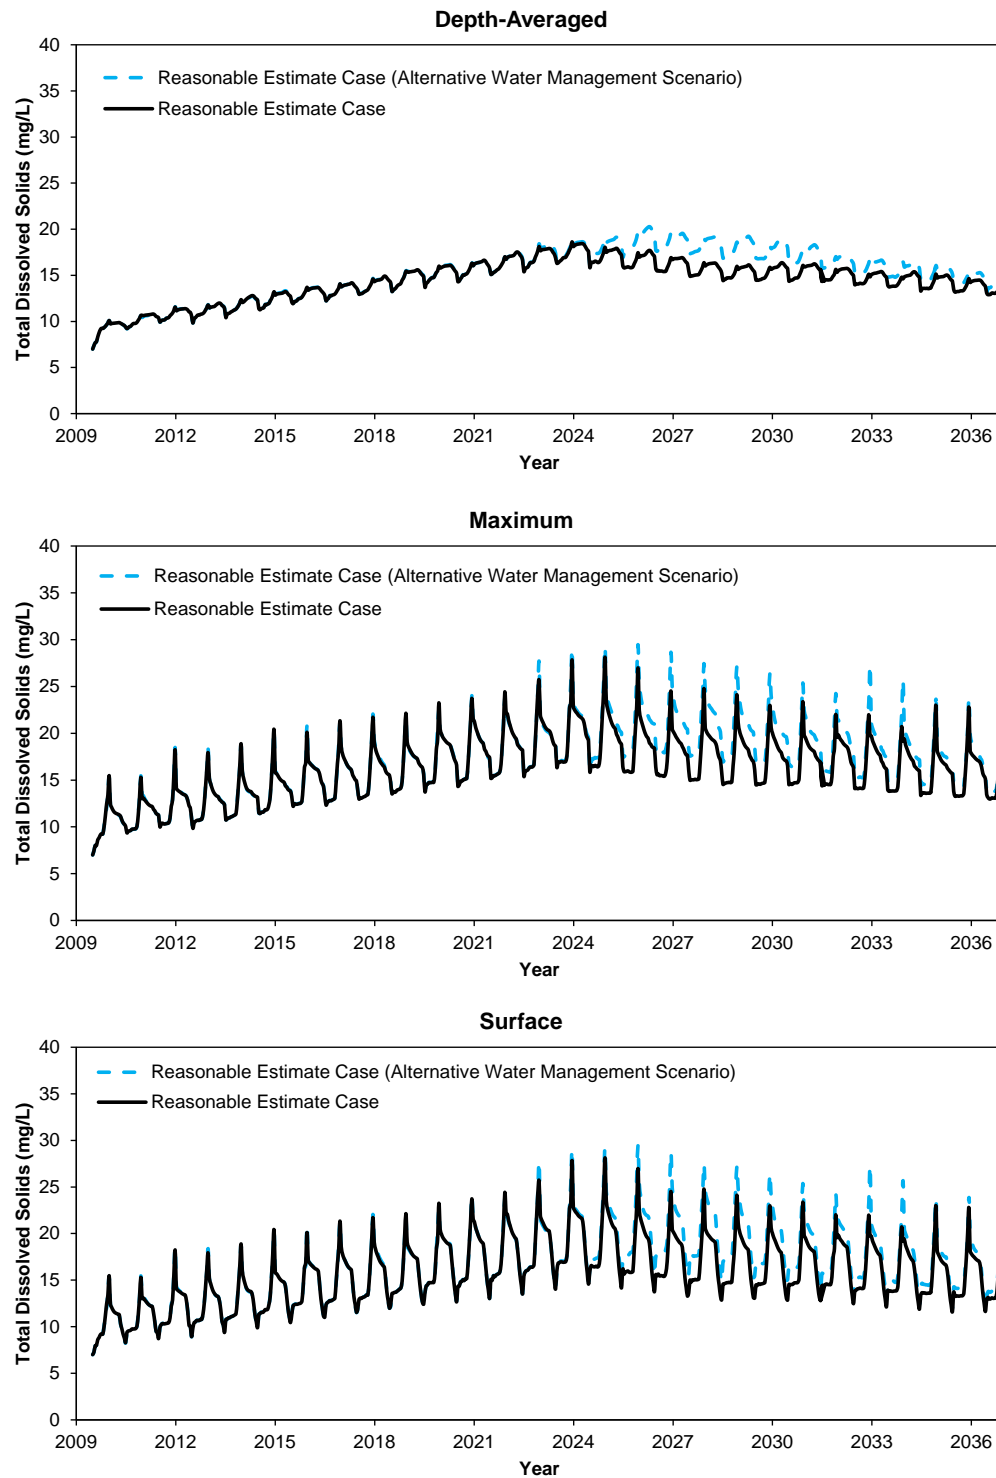 Depth-Averaged
40
35
30
25
20
15
10
5
0
Total Dissolved Solids (mg/L)
Reasonable Estimate Case (Alternative Water Management Scenario)
Reasonable Estimate Case
2009 2012 2015 2018 2021 2024 2027 2030 2033 2036
Year
Maximum
40
35
30
25
20
15
10
5
0
Total Dissolved Solids (mg/L)
Reasonable Estimate Case (Alternative Water Management Scenario)
Reasonable Estimate Case
2009 2012 2015 2018 2021 2024 2027 2030 2033 2036
Year
Surface
40
35
30
25
20
15
10
5
0
Total Dissolved Solids (mg/L)
Reasonable Estimate Case (Alternative Water Management Scenario)
Reasonable Estimate Case
2009 2012 2015 2018 2021 2024 2027 2030 2033 2036
Year